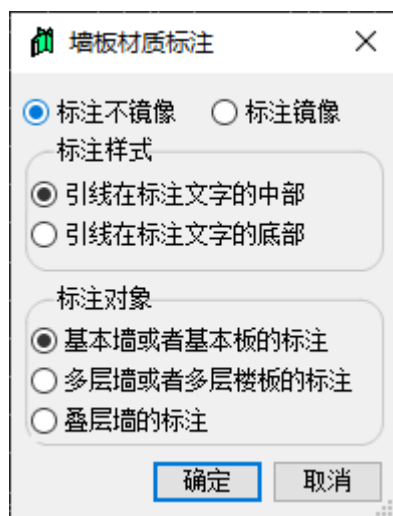 墙板材质标注
标注不镜像 标注镜像
标注样式
引线在标注文字的中部
引线在标注文字的底部
标注对象
基本墙或者基本板的标注
多层墙或者多层楼板的标注
叠层墙的标注
确定 取消